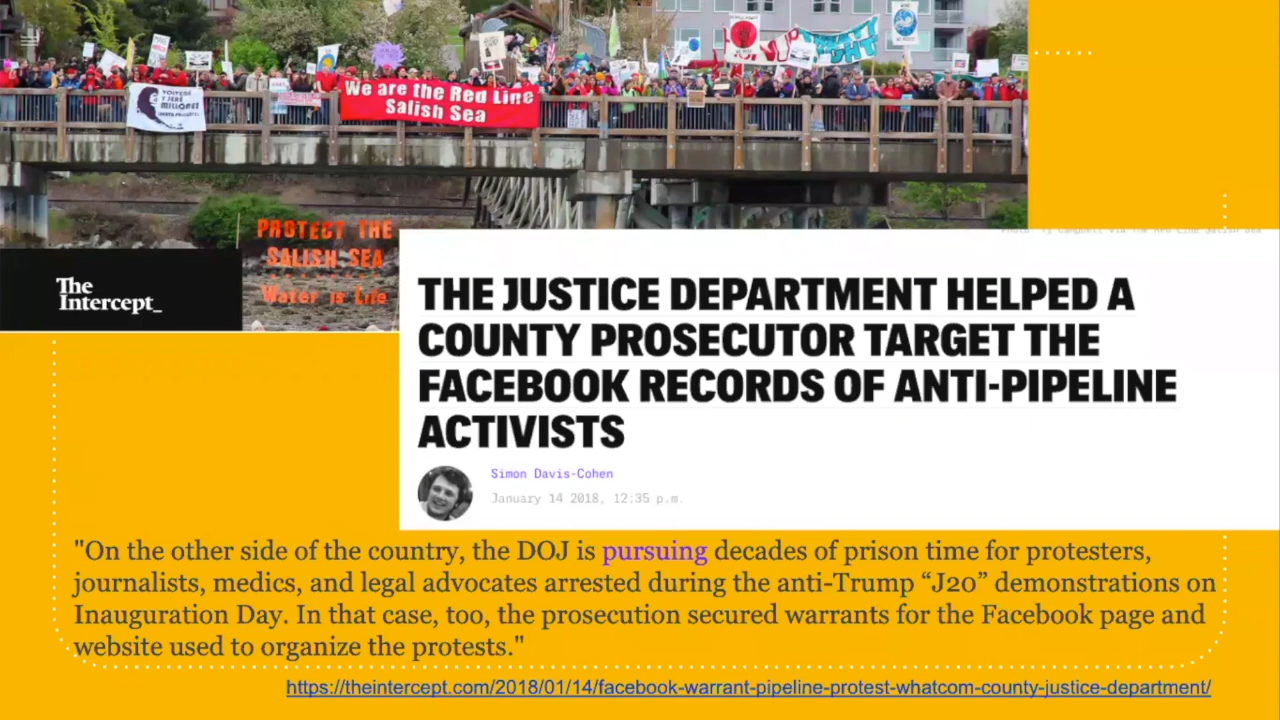 VOLVERÉ
Y SERÉ
MILLONES
We are the Red Line
Salish Sea
PROTECT THE
SALISH SEA
Water is Life
The
Intercept_
THE JUSTICE DEPARTMENT HELPED A
COUNTY PROSECUTOR TARGET THE
FACEBOOK RECORDS OF ANTI-PIPELINE
ACTIVISTS
Simon Davis-Cohen
January 14 2018, 12:35 p.m.
"On the other side of the country, the DOJ is pursuing decades of prison time for protesters,
journalists, medics, and legal advocates arrested during the anti-Trump “J20” demonstrations on
Inauguration Day. In that case, too, the prosecution secured warrants for the Facebook page and
website used to organize the protests."
https://theintercept.com/2018/01/14/facebook-warrant-pipeline-protest-whatcom-county-justice-department/